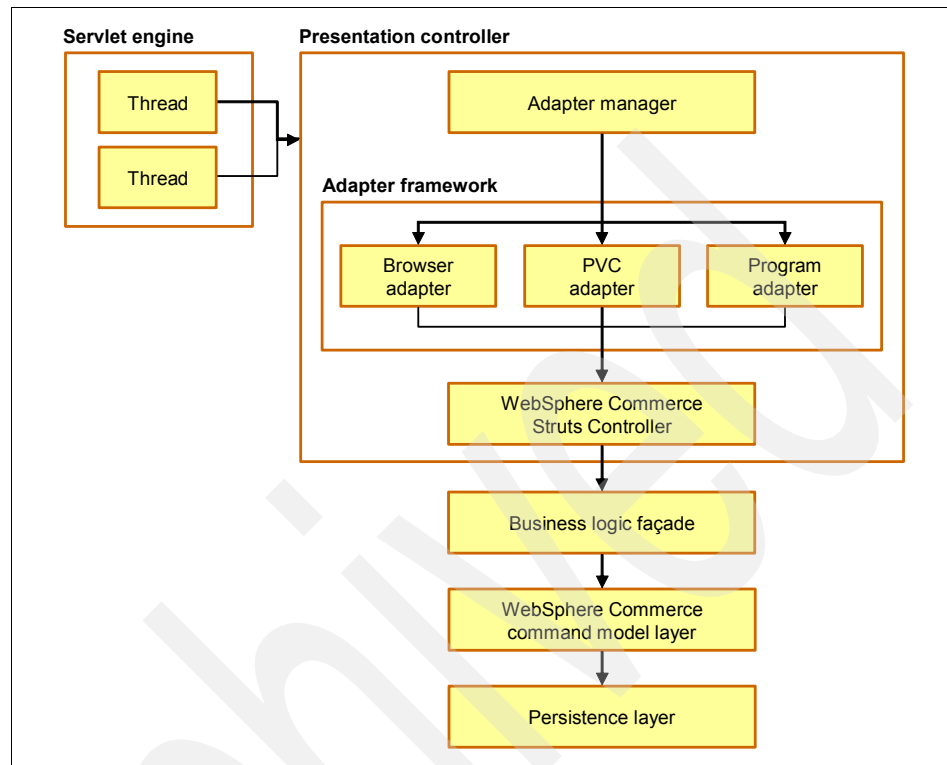 Servlet engine
Presentation controller
Thread
Thread
Adapter manager
Adapter framework
Browser
adapter
PVC
adapter
Program
adapter
WebSphere Commerce
Struts Controller
Business logic façade
WebSphere Commerce
command model layer
Persistence layer